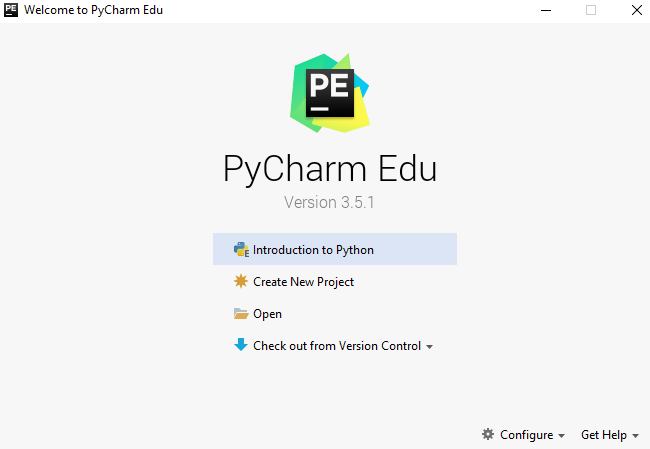 PE Welcome to PyCharm Edu
PE
PyCharm Edu
Version 3.5.1
Introduction to Python
Create New Project
Open
Check out from Version Control
Configure Get Help